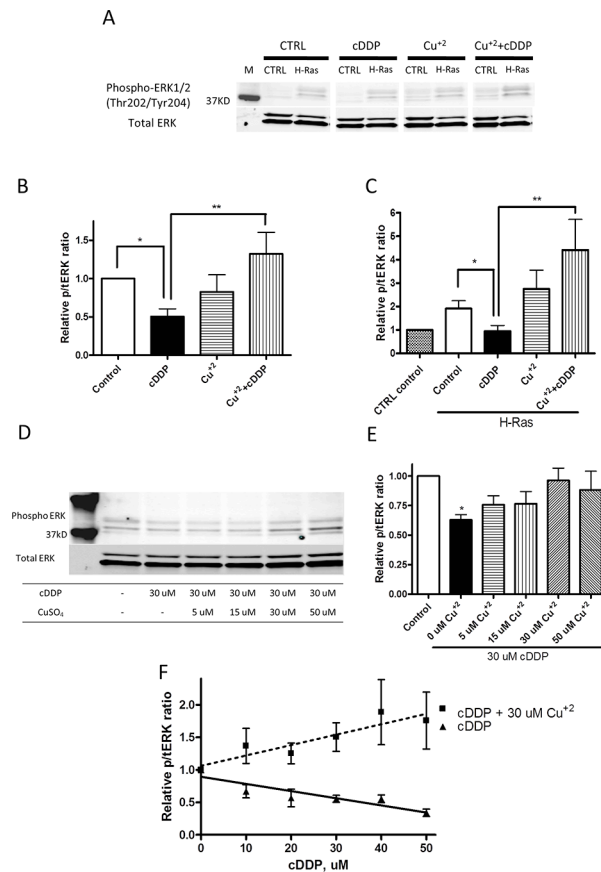 A
CTRL cDDP Cu+2 Cu+2+cDDP
M CTRL H-Ras CTRL H-Ras CTRL H-Ras CTRL H-Ras
Phospho-ERK1/2
(Thr202/Tyr204)
37KD
Total ERK
B
Relative p/tERK ratio
1.5
1.0
0.5
0.0
*
**
Control
cDDP
Cu+2
Cu+2+cDDP
C
Relative p/tERK ratio
6
5
4
3
2
1
0
*
**
CTRL control
Control
cDDP
Cu+2
Cu+2+cDDP
H-Ras
D
Phospho ERK
37kD
Total ERK
cDDP - 30 uM 30 uM 30 uM 30 uM 30 uM
CuSO4 - - 5 uM 15 uM 30 uM 50 uM
E
Relative p/tERK ratio
1.00
0.75
0.50
0.25
0.00
*
Control
0 uM Cu+2
5 uM Cu+2
15 uM Cu+2
30 uM Cu+2
50 uM Cu+2
30 uM cDDP
F
Relative p/tERK ratio
2.0
1.5
1.0
0.5
0.0
0 10 20 30 40 50
cDDP, uM
cDDP + 30 uM Cu+2
cDDP